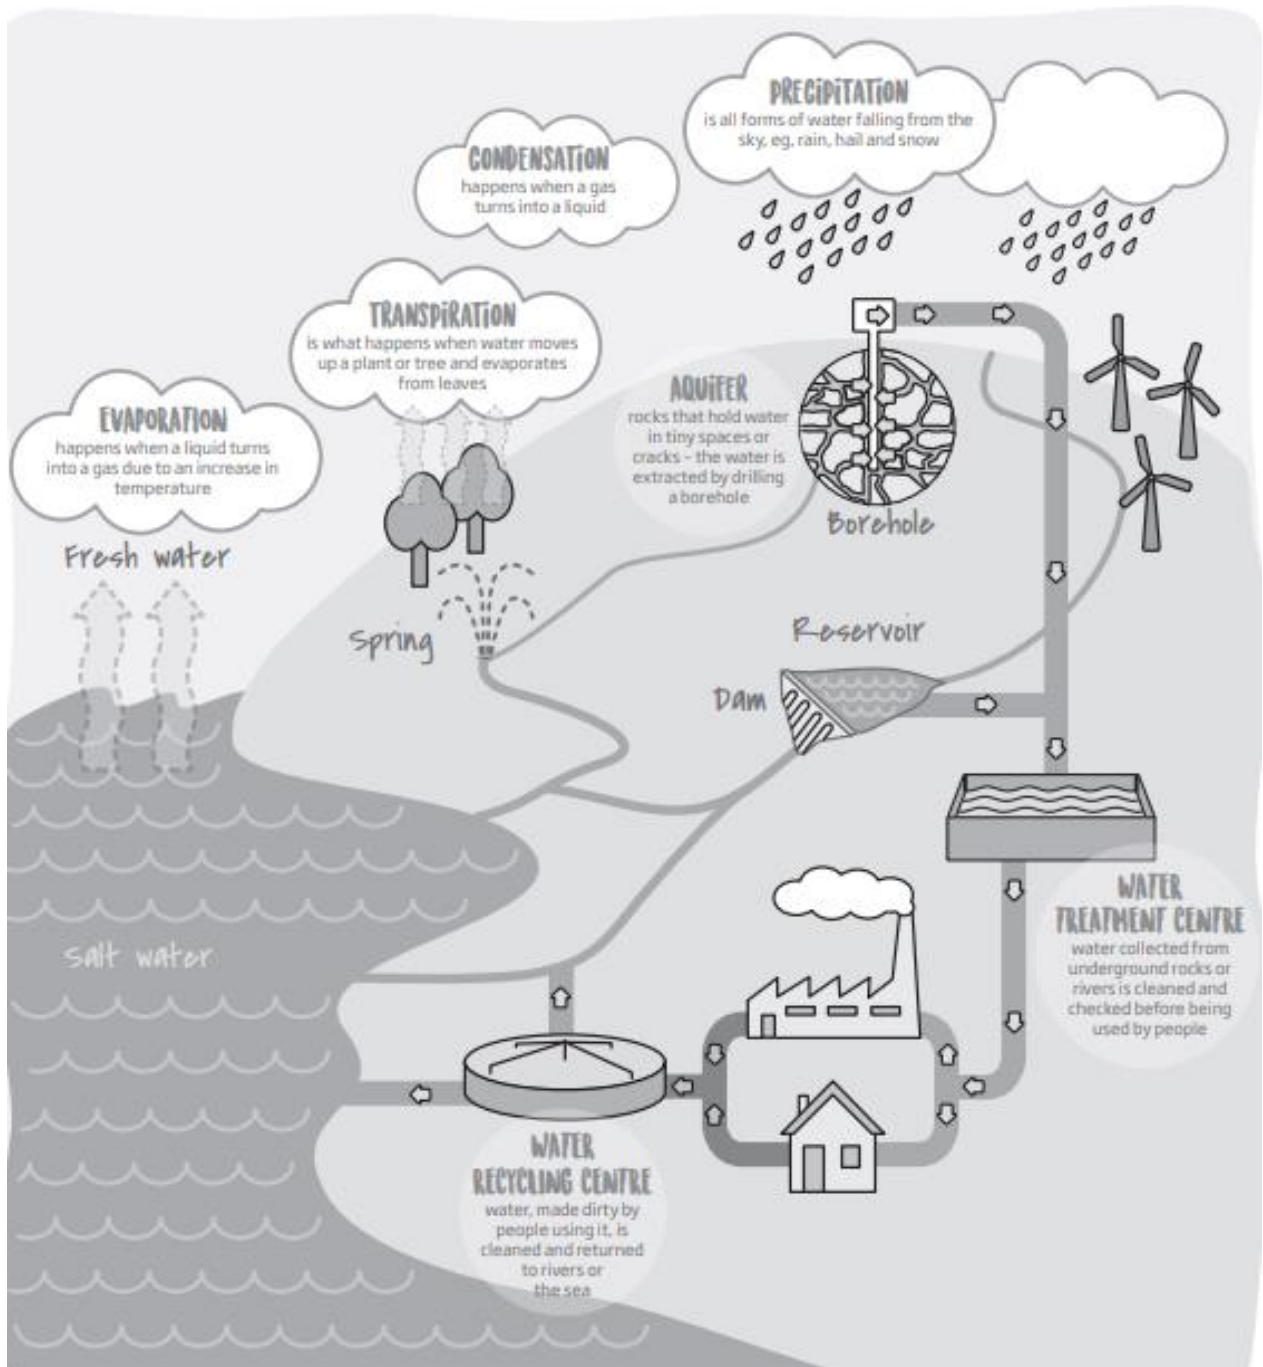 PRECIPITATION
is all forms of water falling from the
sky, eg, rain, hail and snow
CONDENSATION
happens when a gas
turns into a liquid
TRANSPIRATION
is what happens when water moves
up a plant or tree and evaporates
from leaves
EVAPORATION
happens when a liquid turns
into a gas due to an increase in
temperature
Fresh water
AQUIFER
rocks that hold water
in tiny spaces or
cracks - the water is
extracted by drilling
a borehole
Borehole
Spring
Reservoir
Dam
Salt water
WATER
TREATMENT CENTRE
water collected from
underground rocks or
rivers is cleaned and
checked before being
used by people
WATER
RECYCLING CENTRE
water, made dirty by
people using it, is
cleaned and returned
to rivers or
the sea